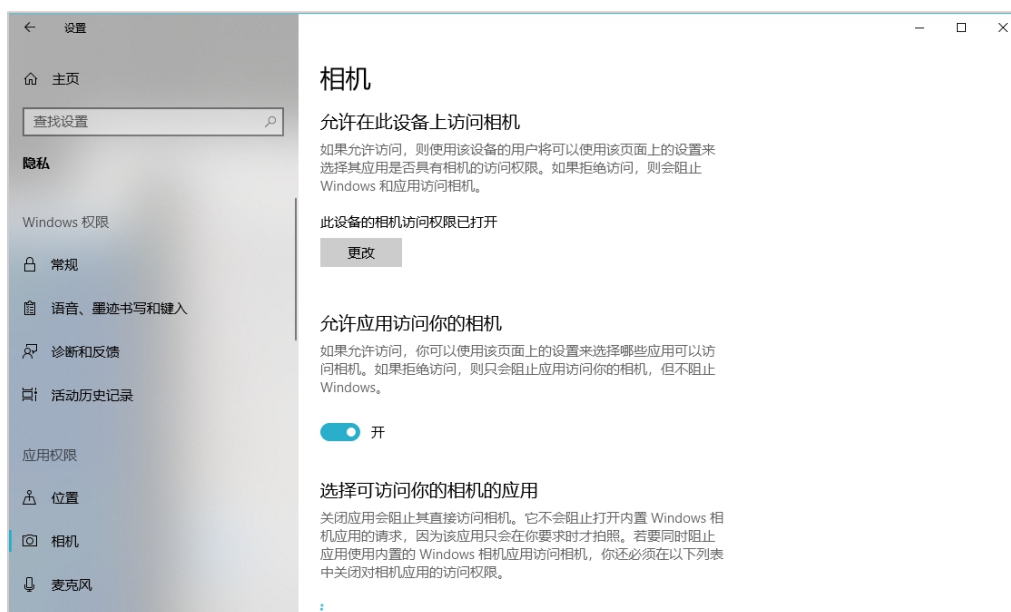 设置
主页
查找设置
隐私
Windows 权限
常规
语音、墨迹书写和键入
诊断和反馈
活动历史记录
应用权限
位置
相机
麦克风
相机
允许在此设备上访问相机
如果允许访问，则使用该设备的用户将可以使用该页面上的设置来
选择其应用是否具有相机的访问权限。如果拒绝访问，则会阻止
Windows 和应用访问相机。
此设备的相机访问权限已打开
更改
允许应用访问你的相机
如果允许访问，你可以使用该页面上的设置来选择哪些应用可以访
问相机。如果拒绝访问，则只会阻止应用访问你的相机，但不阻止
Windows。
开
选择可访问你的相机的应用
关闭应用会阻止其直接访问相机。它不会阻止打开内置 Windows 相
机应用的请求，因为该应用只会在你要求时才拍照。若要同时阻止
应用使用内置的 Windows 相机应用访问相机，你还必须在以下列表
中关闭对相机应用的访问权限。